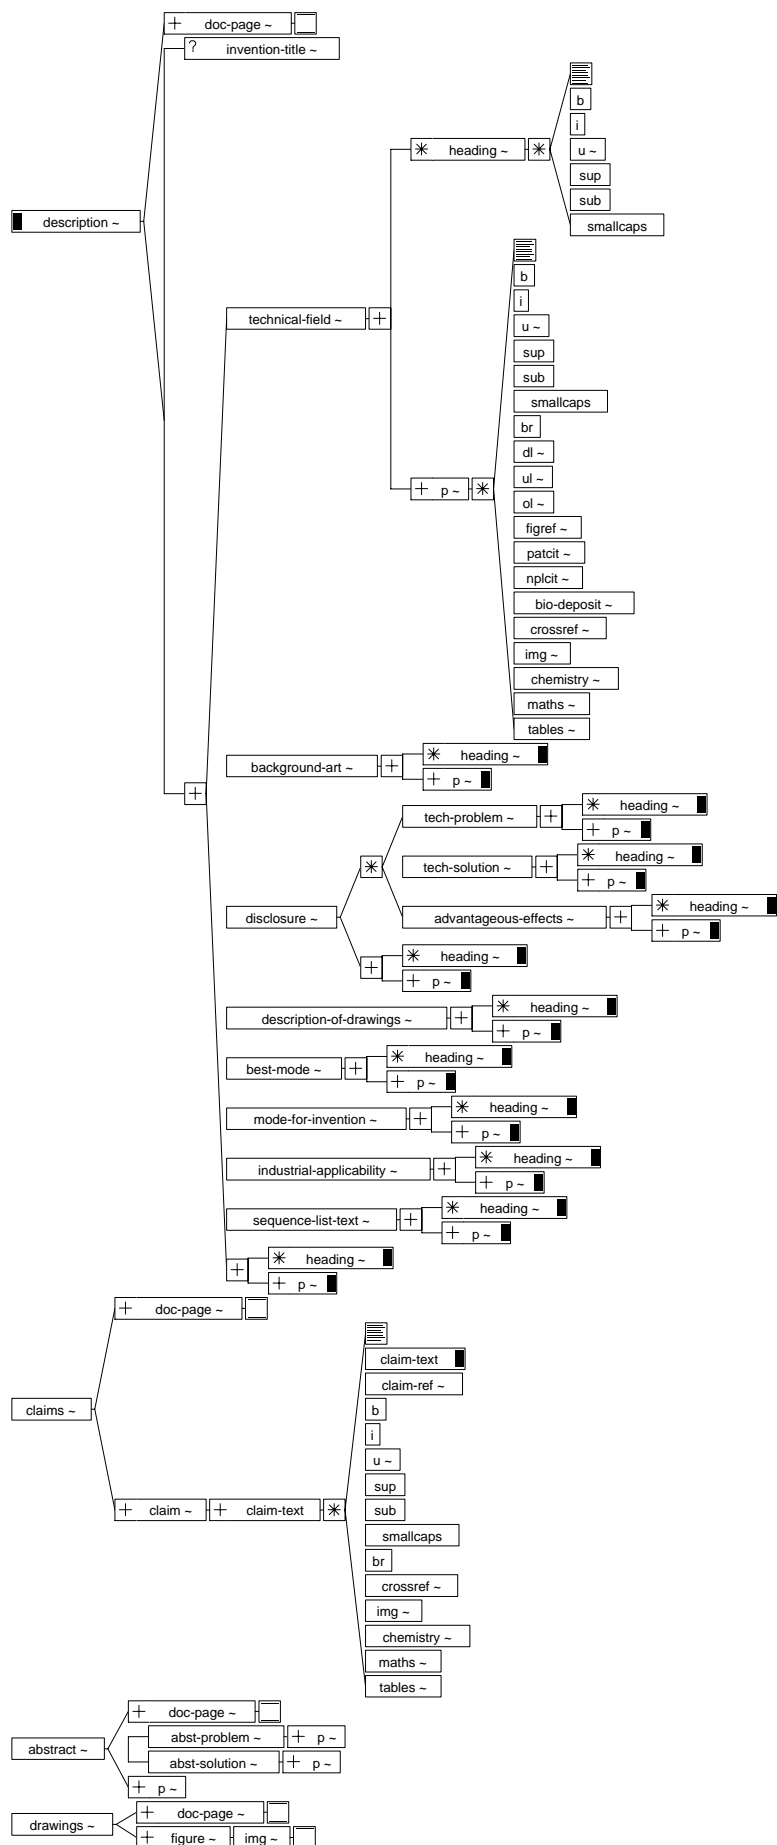 + doc-page ~
? invention-title ~
b
i
* heading ~ *
u ~
sup
sub
description ~
smallcaps
b
i
technical-field ~ +
u ~
sup
sub
smallcaps
br
dl ~
ul ~
+ p ~ *
ol ~
figref ~
patcit ~
nplcit ~
bio-deposit ~
crossref ~
img ~
chemistry ~
maths ~
tables ~
* heading ~
background-art ~ +
+ p ~
+
* heading ~
tech-problem ~ +
+ p ~
* heading ~
* tech-solution ~ +
+ p ~
* heading ~
disclosure ~ advantageous-effects ~ +
+ p ~
* heading ~
+
+ p ~
* heading ~
description-of-drawings ~ +
+ p ~
* heading ~
best-mode ~ +
+ p ~
* heading ~
mode-for-invention ~ +
+ p ~
* heading ~
industrial-applicability ~ +
+ p ~
* heading ~
sequence-list-text ~ +
+ p ~
* heading ~
+
+ p ~
+ doc-page ~
claim-text
claim-ref ~
claims ~ b
i
u ~
sup
+ claim ~ + claim-text * sub
smallcaps
br
crossref ~
img ~
chemistry ~
maths ~
tables ~
+ doc-page ~
abst-problem ~ + p ~
abstract ~
abst-solution ~ + p ~
+ p ~
+ doc-page ~
drawings ~
+ figure ~ img ~